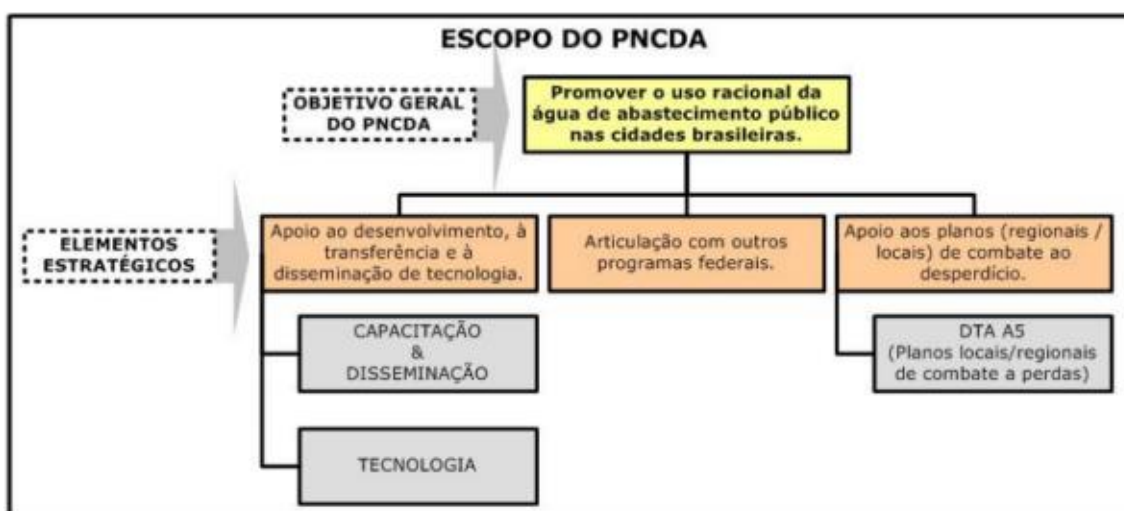 ESCOPO DO PNCDA
OBJETIVO GERAL
DO PNCDA
Promover o uso racional da
água de abastecimento público
nas cidades brasileiras.
ELEMENTOS
ESTRATÉGICOS
Apoio ao desenvolvimento, à
transferência e à
disseminação de tecnologia.
Articulação com outros
programas federais.
Apoio aos planos (regionais /
locais) de combate ao
desperdício.
CAPACITAÇÃO
&
DISSEMINAÇÃO
DTA A5
(Planos locais/regionais
de combate a perdas)
TECNOLOGIA